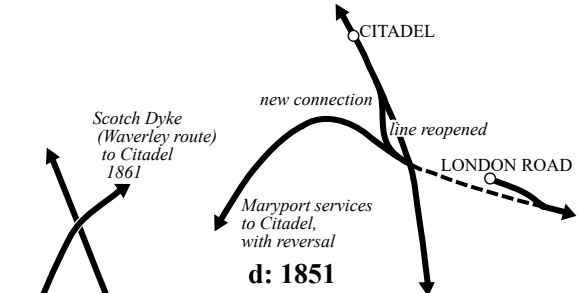 CITADEL
new connection
line reopened
Scotch Dyke
(Waverley route)
to Citadel
1861
LONDON ROAD
Maryport services
to Citadel,
with reversal
d: 1851